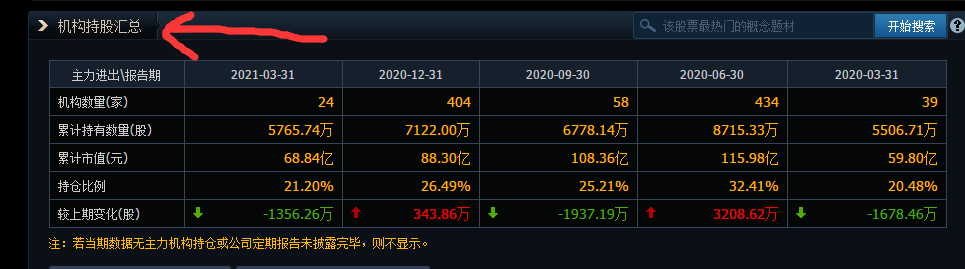 机构持股汇总 该股票最热门的概念题材 开始搜索 ?
主力进出\报告期 2021-03-31 2020-12-31 2020-09-30 2020-06-30 2020-03-31
机构数量(家) 24 404 58 434 39
累计持有数量(股) 5765.74万 7122.00万 6778.14万 8715.33万 5506.71万
累计市值(元) 68.84亿 88.30亿 108.36亿 115.98亿 59.80亿
持仓比例 21.20% 26.49% 25.21% 32.41% 20.48%
较上期变化(股) -1356.26万 343.86万 -1937.19万 3208.62万 -1678.46万
注：若当期数据无主力机构持仓或公司定期报告未披露完毕，则不显示。